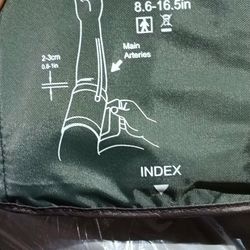 8.6-16.5in
2-3cm
0.8-1in
Main
Arteries
INDEX